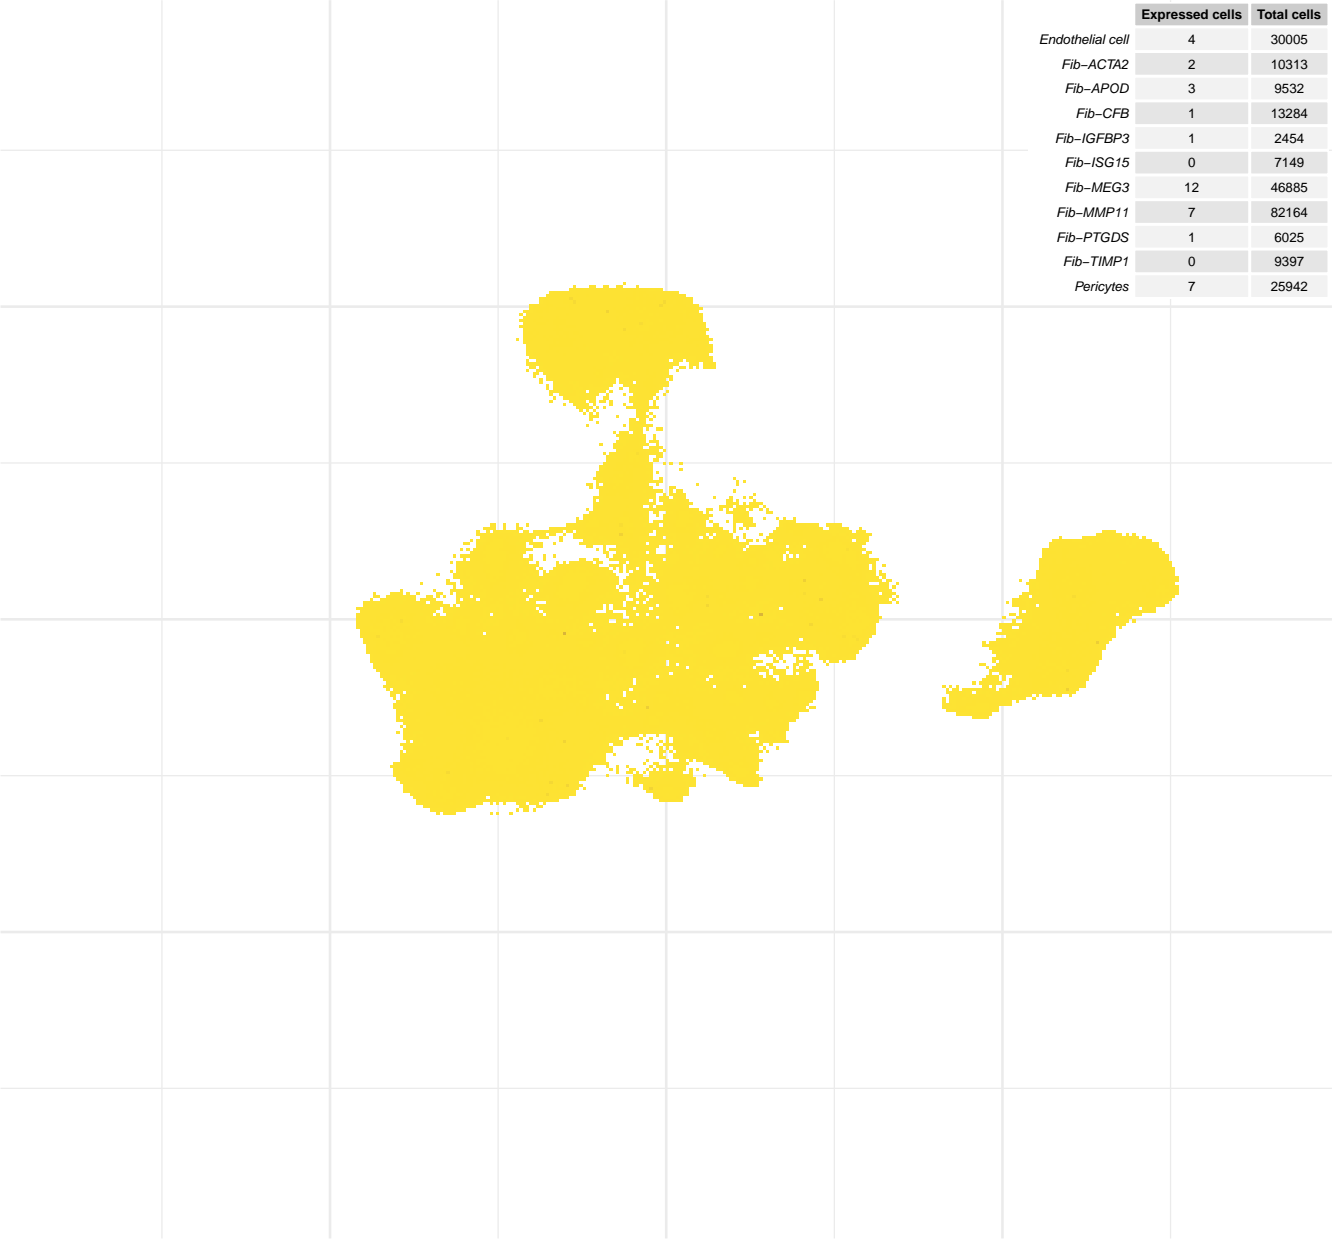 Expressed cells Total cells
Endothelial cell 4 30005
Fib−ACTA2 2 10313
Fib−APOD 3 9532
Fib−CFB 1 13284
Fib−IGFBP3 1 2454
Fib−ISG15 0 7149
Fib−MEG3 12 46885
Fib−MMP11 7 82164
Fib−PTGDS 1 6025
Fib−TIMP1 0 9397
Pericytes 7 25942